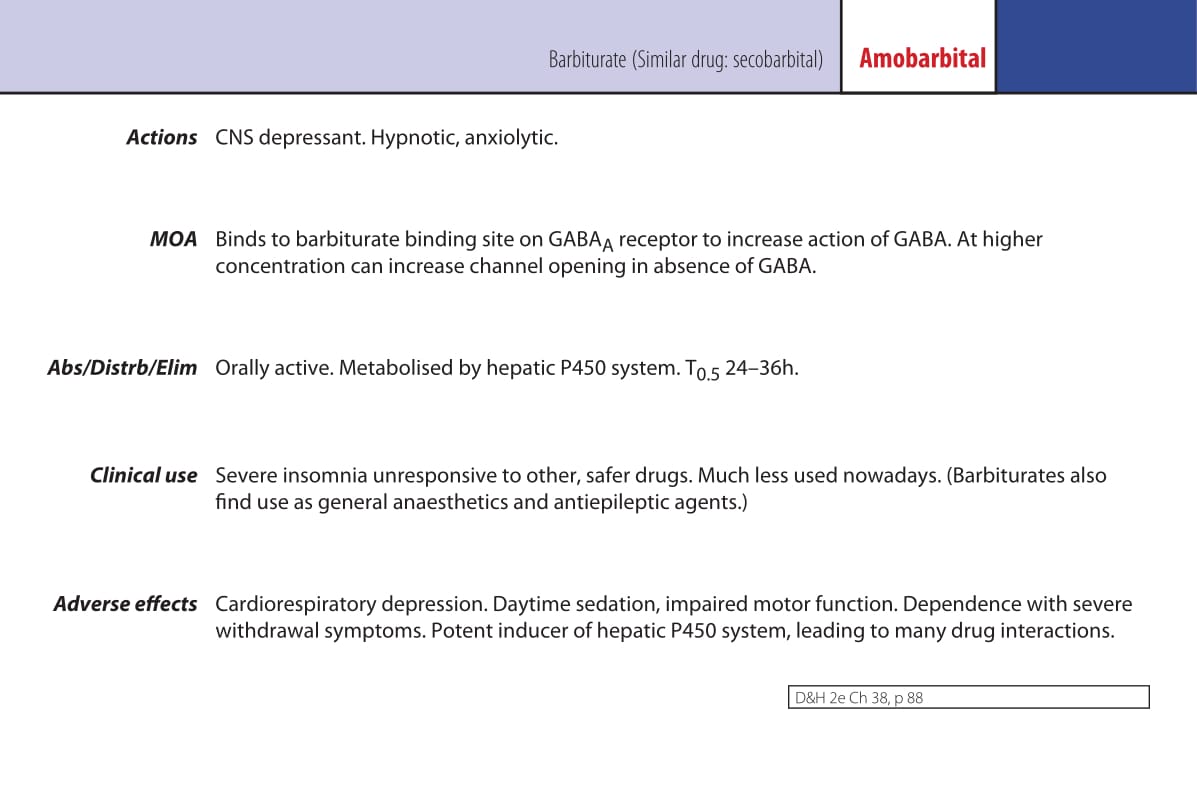 Barbiturate (Similar drug: secobarbital) Amobarbital
Actions CNS depressant. Hypnotic, anxiolytic.
MOA Binds to barbiturate binding site on GABAA receptor to increase action of GABA. At higher
concentration can increase channel opening in absence of GABA.
Abs/Distrb/Elim Orally active. Metabolised by hepatic P450 system. T0.5 24–36h.
Clinical use Severe insomnia unresponsive to other, safer drugs. Much less used nowadays. (Barbiturates also
find use as general anaesthetics and antiepileptic agents.)
Adverse effects Cardiorespiratory depression. Daytime sedation, impaired motor function. Dependence with severe
withdrawal symptoms. Potent inducer of hepatic P450 system, leading to many drug interactions.
D&H 2e Ch 38, p 88